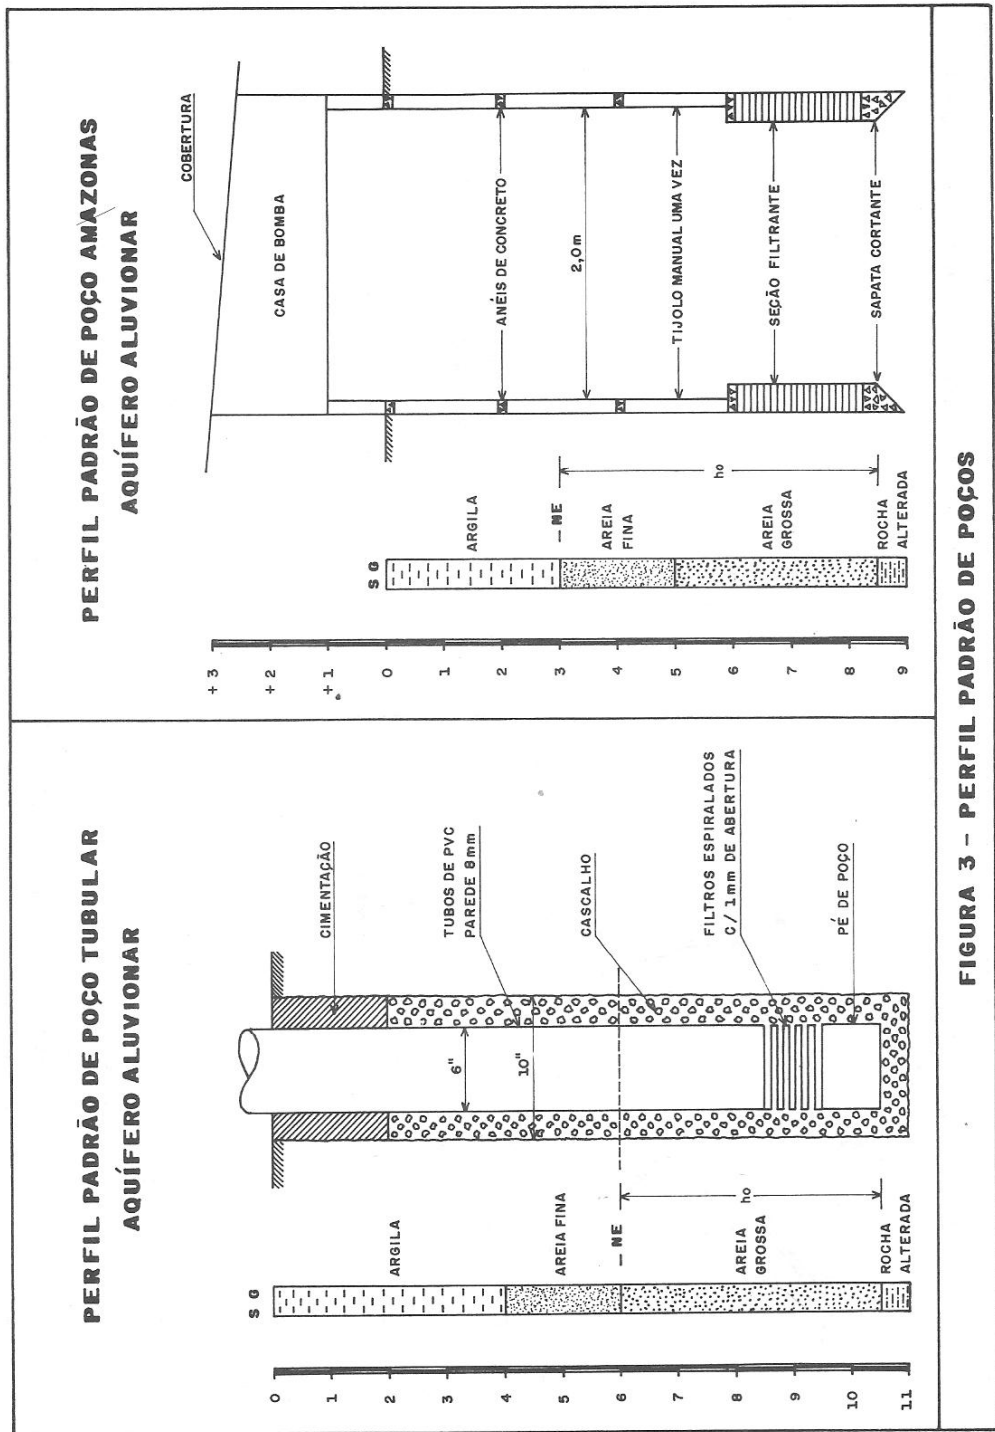 PERFIL PADRÃO DE POÇO TUBULAR
AQUÍFERO ALUVIONAR
0
1
2
3
4
5
6
7
8
9
10
11
S G
ARGILA
AREIA FINA
— NE
AREIA
GROSSA
ROCHA
ALTERADA
ho
6"
10"
CIMENTAÇÃO
TUBOS DE PVC
PAREDE 8mm
CASCALHO
FILTROS ESPIRALADOS
C/ 1mm DE ABERTURA
PÉ DE POÇO
PERFIL PADRÃO DE POÇO AMAZONAS
AQUÍFERO ALUVIONAR
+ 3
+ 2
+ 1
0
1
2
3
4
5
6
7
8
9
S G
ARGILA
— NE
AREIA
FINA
AREIA
GROSSA
ROCHA
ALTERADA
ho
COBERTURA
CASA DE BOMBA
ANÉIS DE CONCRETO
2,0m
TIJOLO MANUAL UMA VEZ
SEÇÃO FILTRANTE
SAPATA CORTANTE
FIGURA 3 – PERFIL PADRÃO DE POÇOS